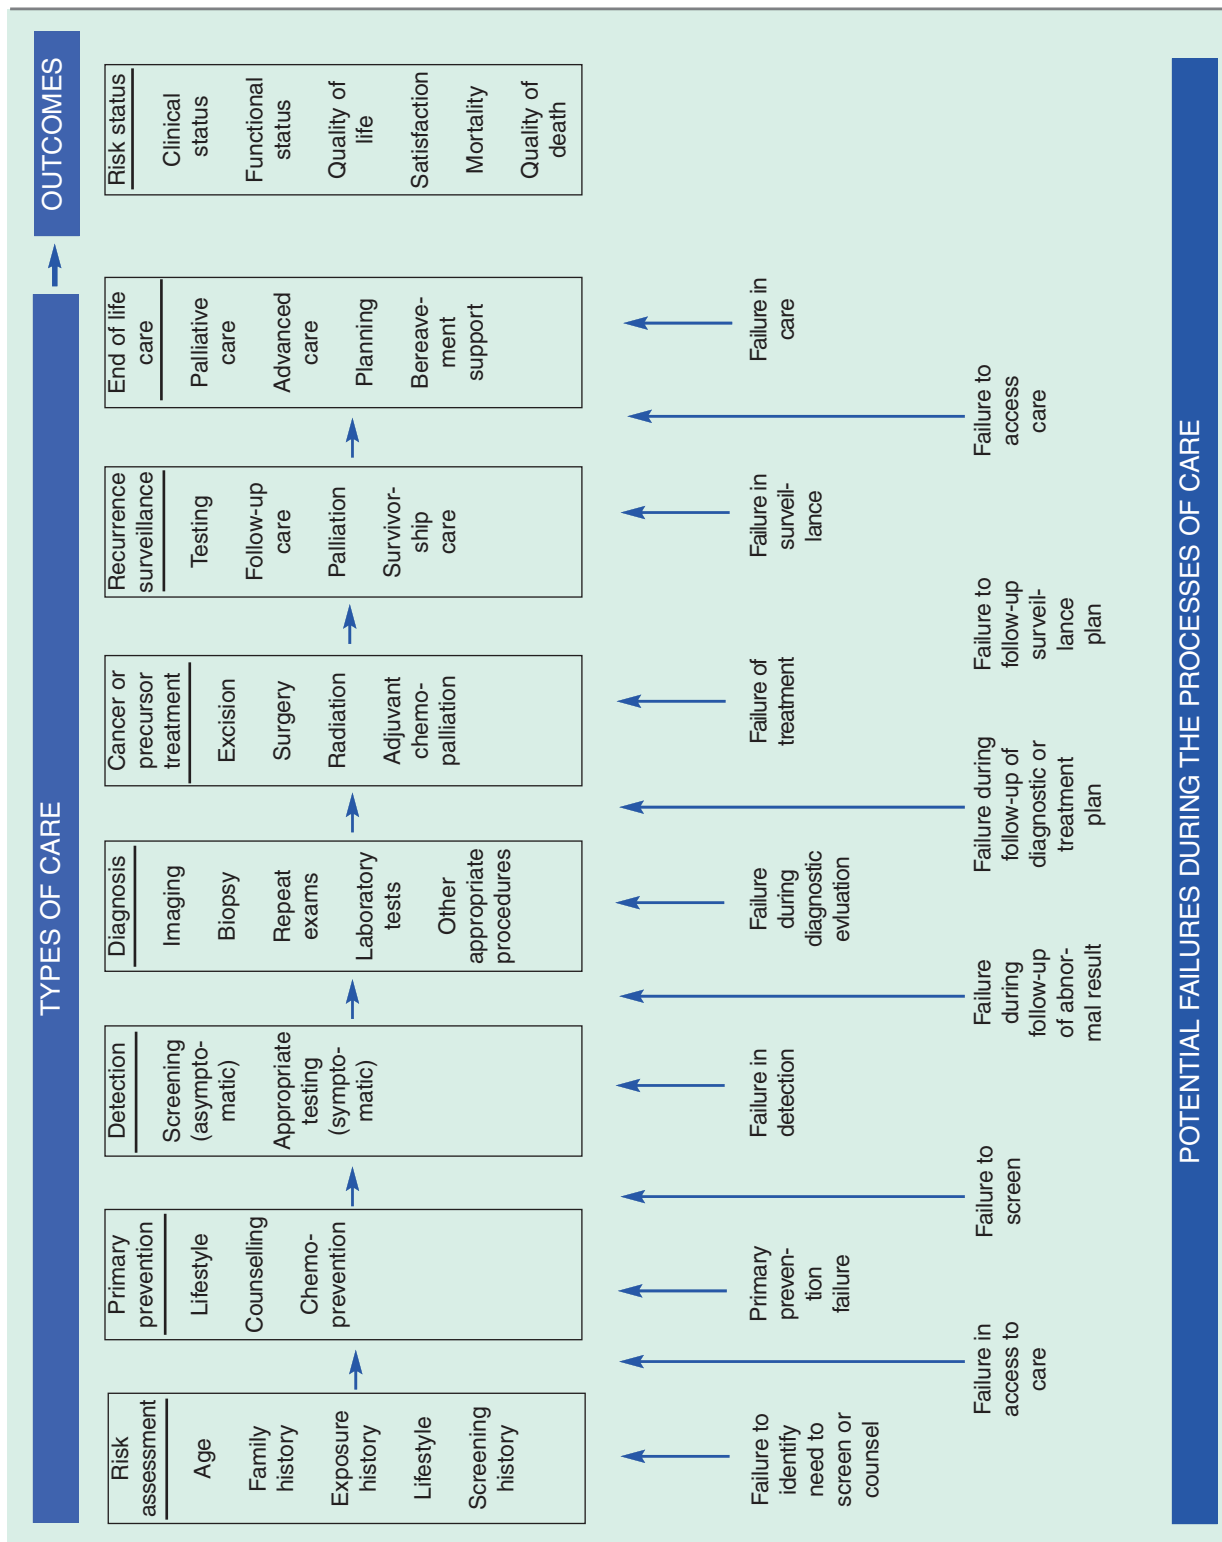 TYPES OF CARE
OUTCOMES
Risk
assessment
Age
Family
history
Exposure
history
Lifestyle
Screening
history
Primary
prevention
Lifestyle
Counselling
Chemo-
prevention
Detection
Screening
(asympto-
matic)
Appropriate
testing
(sympto-
matic)
Diagnosis
Imaging
Biopsy
Repeat
exams
Laboratory
tests
Other
appropriate
procedures
Cancer or
precursor
treatment
Excision
Surgery
Radiation
Adjuvant
chemo-
palliation
Recurrence
surveillance
Testing
Follow-up
care
Palliation
Survivor-
ship
care
End of life
care
Palliative
care
Advanced
care
Planning
Bereave-
ment
support
Risk status
Clinical
status
Functional
status
Quality of
life
Satisfaction
Mortality
Quality of
death
Failure to
identify
need to
screen or
counsel
Primary
preven-
tion
failure
Failure in
detection
Failure
during
diagnostic
evluation
Failure of
treatment
Failure in
surveil-
lance
Failure in
care
Failure in
access to
care
Failure to
screen
Failure
during
follow-up
of abnor-
mal result
Failure during
follow-up of
diagnostic or
treatment
plan
Failure to
follow-up
surveil-
lance
plan
Failure to
access
care
POTENTIAL FAILURES DURING THE PROCESSES OF CARE